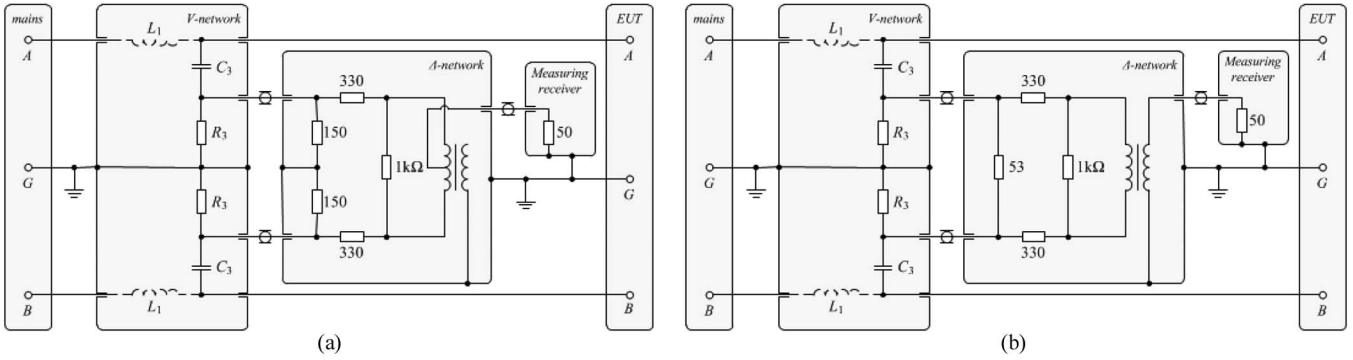 mains V-network EUT
L₁
A A
C₃ Δ-network
330 Measuring
receiver
R₃ 150 50
1kΩ
G G
R₃ 150
330
C₃
B L₁ B
(a)
mains V-network EUT
L₁
A A
C₃ Δ-network
330 Measuring
receiver
R₃ 50
53 1kΩ
G G
R₃
330
C₃
B L₁ B
(b)